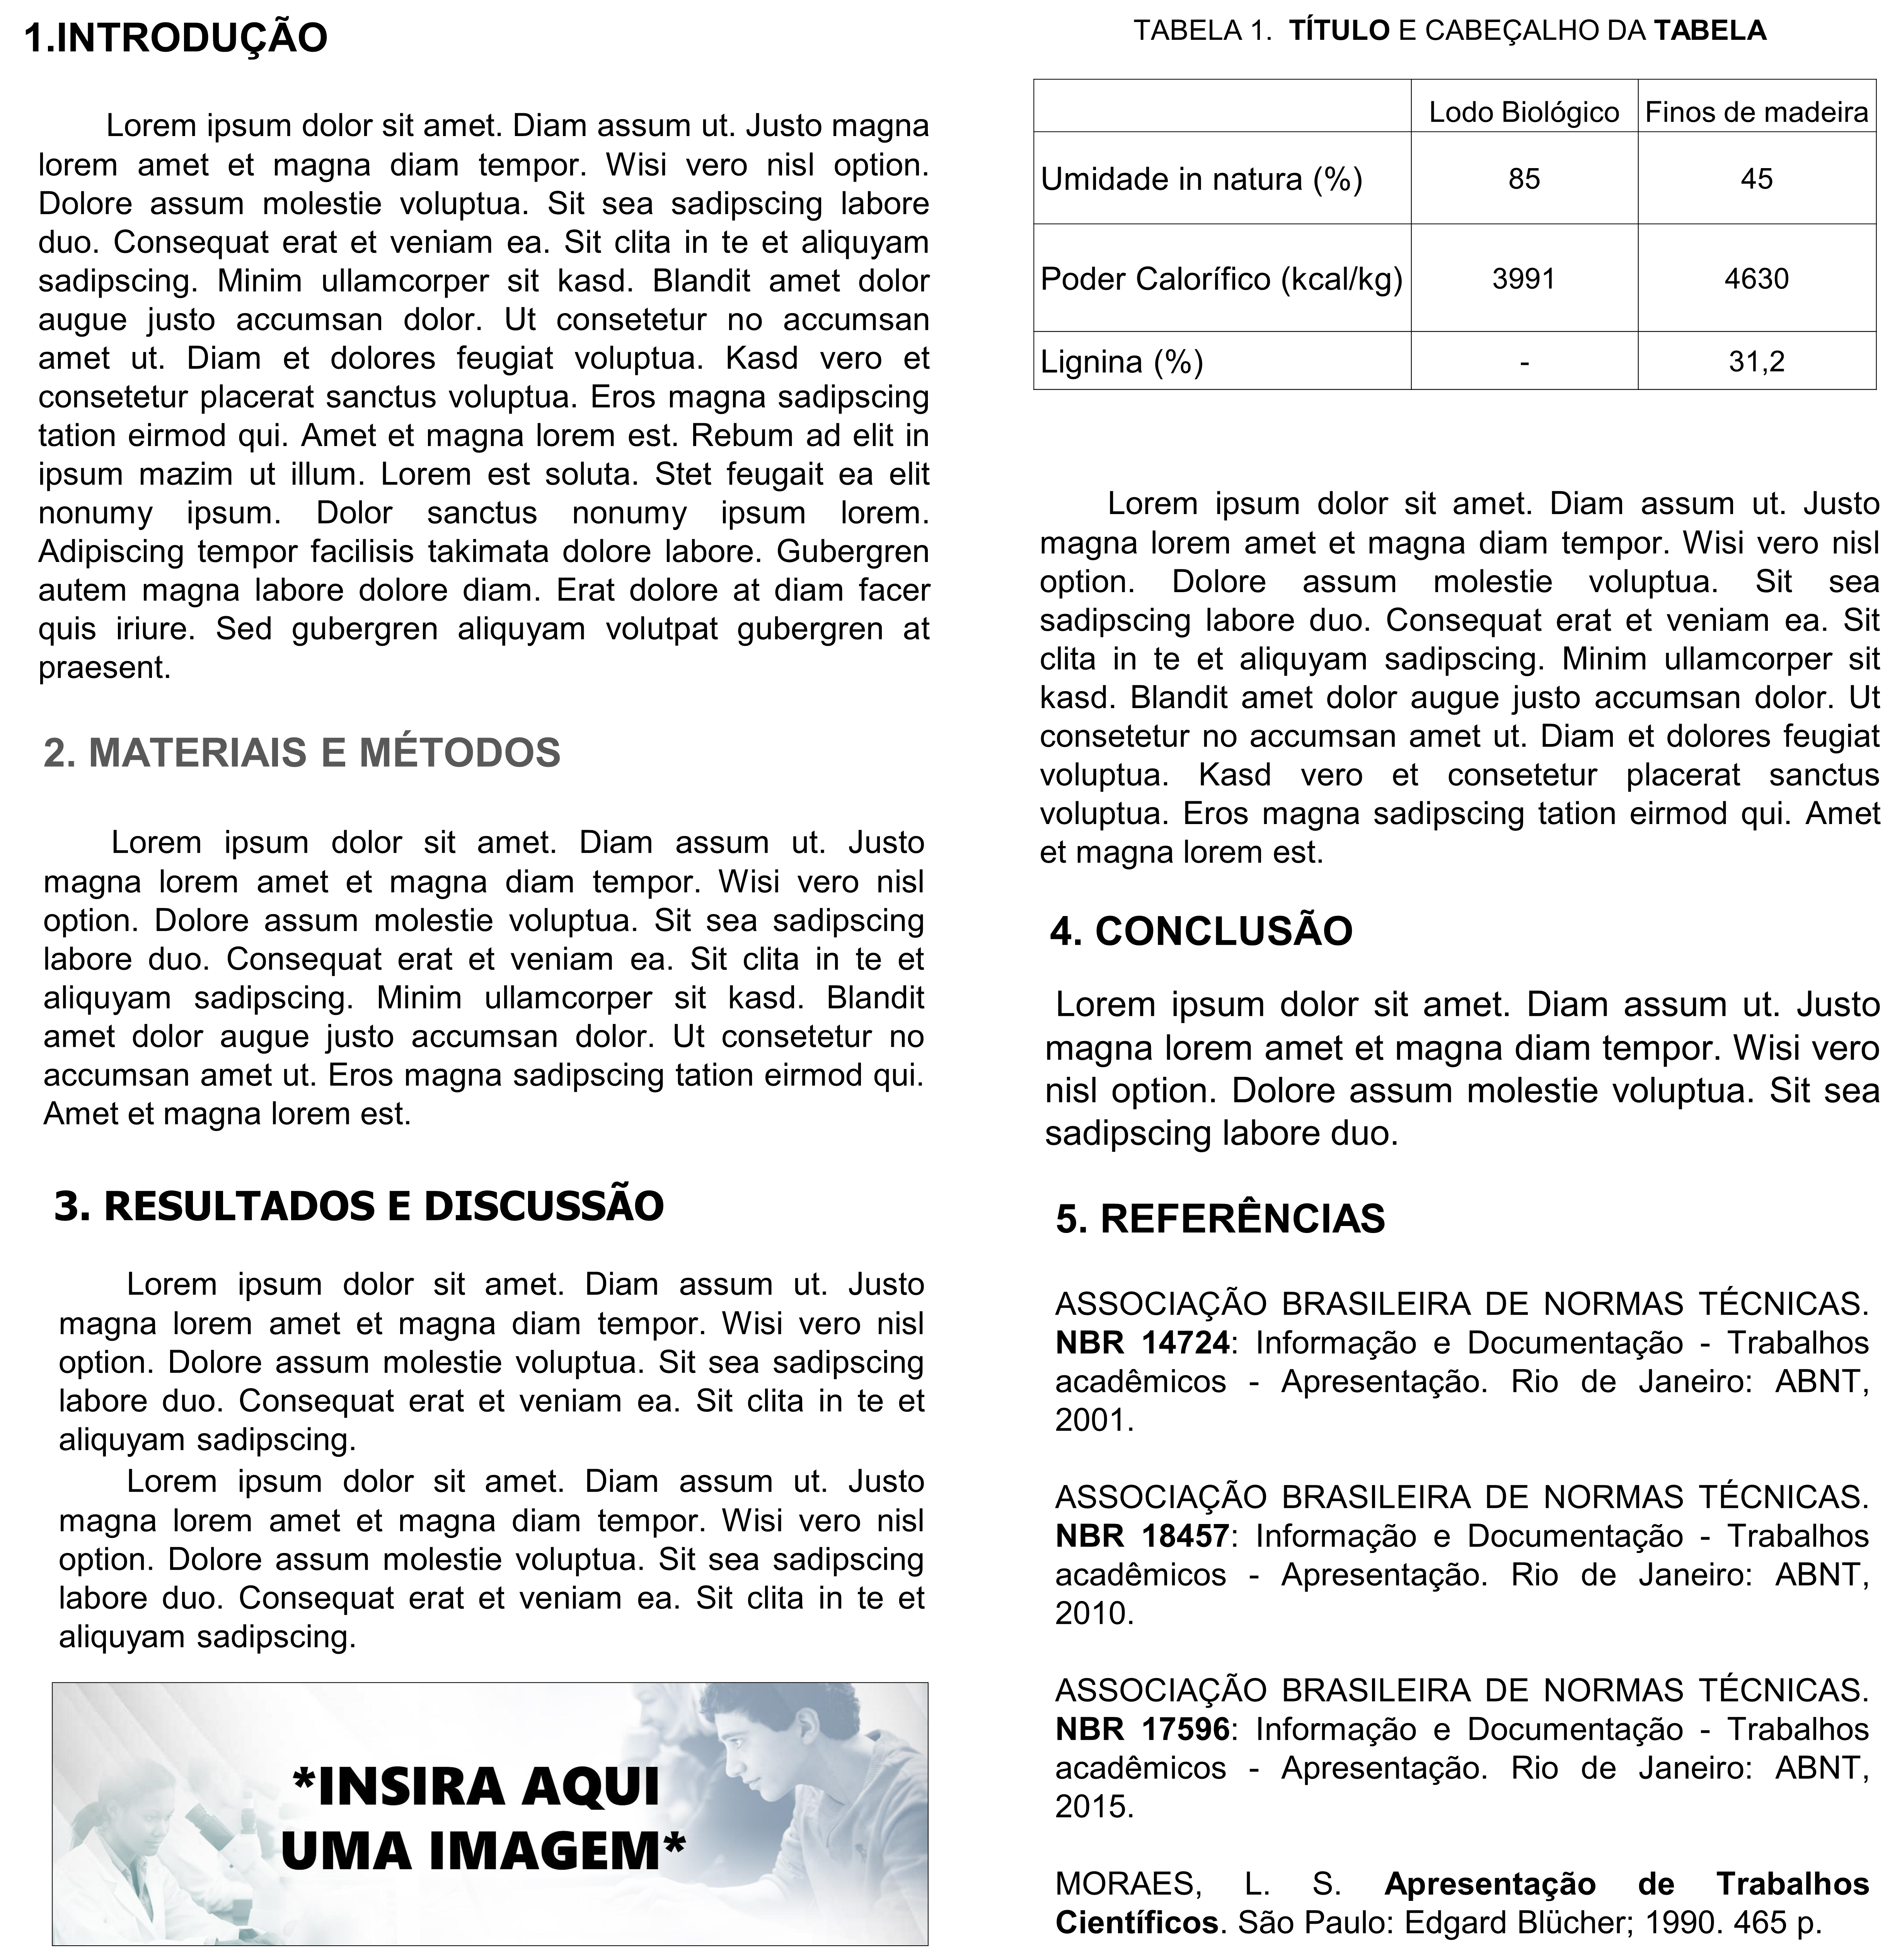 1.INTRODUÇÃO
Lorem ipsum dolor sit amet. Diam assum ut. Justo magna
lorem amet et magna diam tempor. Wisi vero nisl option.
Dolore assum molestie voluptua. Sit sea sadipscing labore
duo. Consequat erat et veniam ea. Sit clita in te et aliquyam
sadipscing. Minim ullamcorper sit kasd. Blandit amet dolor
augue justo accumsan dolor. Ut consetetur no accumsan
amet ut. Diam et dolores feugiat voluptua. Kasd vero et
consetetur placerat sanctus voluptua. Eros magna sadipscing
tation eirmod qui. Amet et magna lorem est. Rebum ad elit in
ipsum mazim ut illum. Lorem est soluta. Stet feugait ea elit
nonumy ipsum. Dolor sanctus nonumy ipsum lorem.
Adipiscing tempor facilisis takimata dolore labore. Gubergren
autem magna labore dolore diam. Erat dolore at diam facer
quis iriure. Sed gubergren aliquyam volutpat gubergren at
praesent.
2. MATERIAIS E MÉTODOS
Lorem ipsum dolor sit amet. Diam assum ut. Justo
magna lorem amet et magna diam tempor. Wisi vero nisl
option. Dolore assum molestie voluptua. Sit sea sadipscing
labore duo. Consequat erat et veniam ea. Sit clita in te et
aliquyam sadipscing. Minim ullamcorper sit kasd. Blandit
amet dolor augue justo accumsan dolor. Ut consetetur no
accumsan amet ut. Eros magna sadipscing tation eirmod qui.
Amet et magna lorem est.
3. RESULTADOS E DISCUSSÃO
Lorem ipsum dolor sit amet. Diam assum ut. Justo
magna lorem amet et magna diam tempor. Wisi vero nisl
option. Dolore assum molestie voluptua. Sit sea sadipscing
labore duo. Consequat erat et veniam ea. Sit clita in te et
aliquyam sadipscing.
Lorem ipsum dolor sit amet. Diam assum ut. Justo
magna lorem amet et magna diam tempor. Wisi vero nisl
option. Dolore assum molestie voluptua. Sit sea sadipscing
labore duo. Consequat erat et veniam ea. Sit clita in te et
aliquyam sadipscing.
*INSIRA AQUI
UMA IMAGEM*
TABELA 1. TÍTULO E CABEÇALHO DA TABELA
Lodo Biológico Finos de madeira
Umidade in natura (%) 85 45
Poder Calorífico (kcal/kg) 3991 4630
Lignina (%) - 31,2
Lorem ipsum dolor sit amet. Diam assum ut. Justo
magna lorem amet et magna diam tempor. Wisi vero nisl
option. Dolore assum molestie voluptua. Sit sea
sadipscing labore duo. Consequat erat et veniam ea. Sit
clita in te et aliquyam sadipscing. Minim ullamcorper sit
kasd. Blandit amet dolor augue justo accumsan dolor. Ut
consetetur no accumsan amet ut. Diam et dolores feugiat
voluptua. Kasd vero et consetetur placerat sanctus
voluptua. Eros magna sadipscing tation eirmod qui. Amet
et magna lorem est.
4. CONCLUSÃO
Lorem ipsum dolor sit amet. Diam assum ut. Justo
magna lorem amet et magna diam tempor. Wisi vero
nisl option. Dolore assum molestie voluptua. Sit sea
sadipscing labore duo.
5. REFERÊNCIAS
ASSOCIAÇÃO BRASILEIRA DE NORMAS TÉCNICAS.
NBR 14724: Informação e Documentação - Trabalhos
acadêmicos - Apresentação. Rio de Janeiro: ABNT,
2001.
ASSOCIAÇÃO BRASILEIRA DE NORMAS TÉCNICAS.
NBR 18457: Informação e Documentação - Trabalhos
acadêmicos - Apresentação. Rio de Janeiro: ABNT,
2010.
ASSOCIAÇÃO BRASILEIRA DE NORMAS TÉCNICAS.
NBR 17596: Informação e Documentação - Trabalhos
acadêmicos - Apresentação. Rio de Janeiro: ABNT,
2015.
MORAES, L. S. Apresentação de Trabalhos
Científicos. São Paulo: Edgard Blücher; 1990. 465 p.